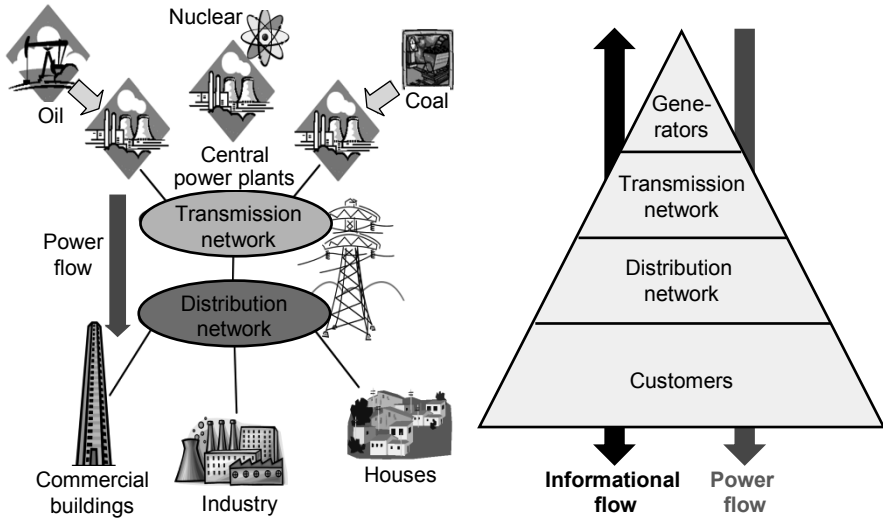 Nuclear
Oil
Coal
Central
power plants
Transmission
network
Power
flow
Distribution
network
Commercial
buildings
Industry
Houses
Gene-
rators
Transmission
network
Distribution
network
Customers
Informational
flow
Power
flow